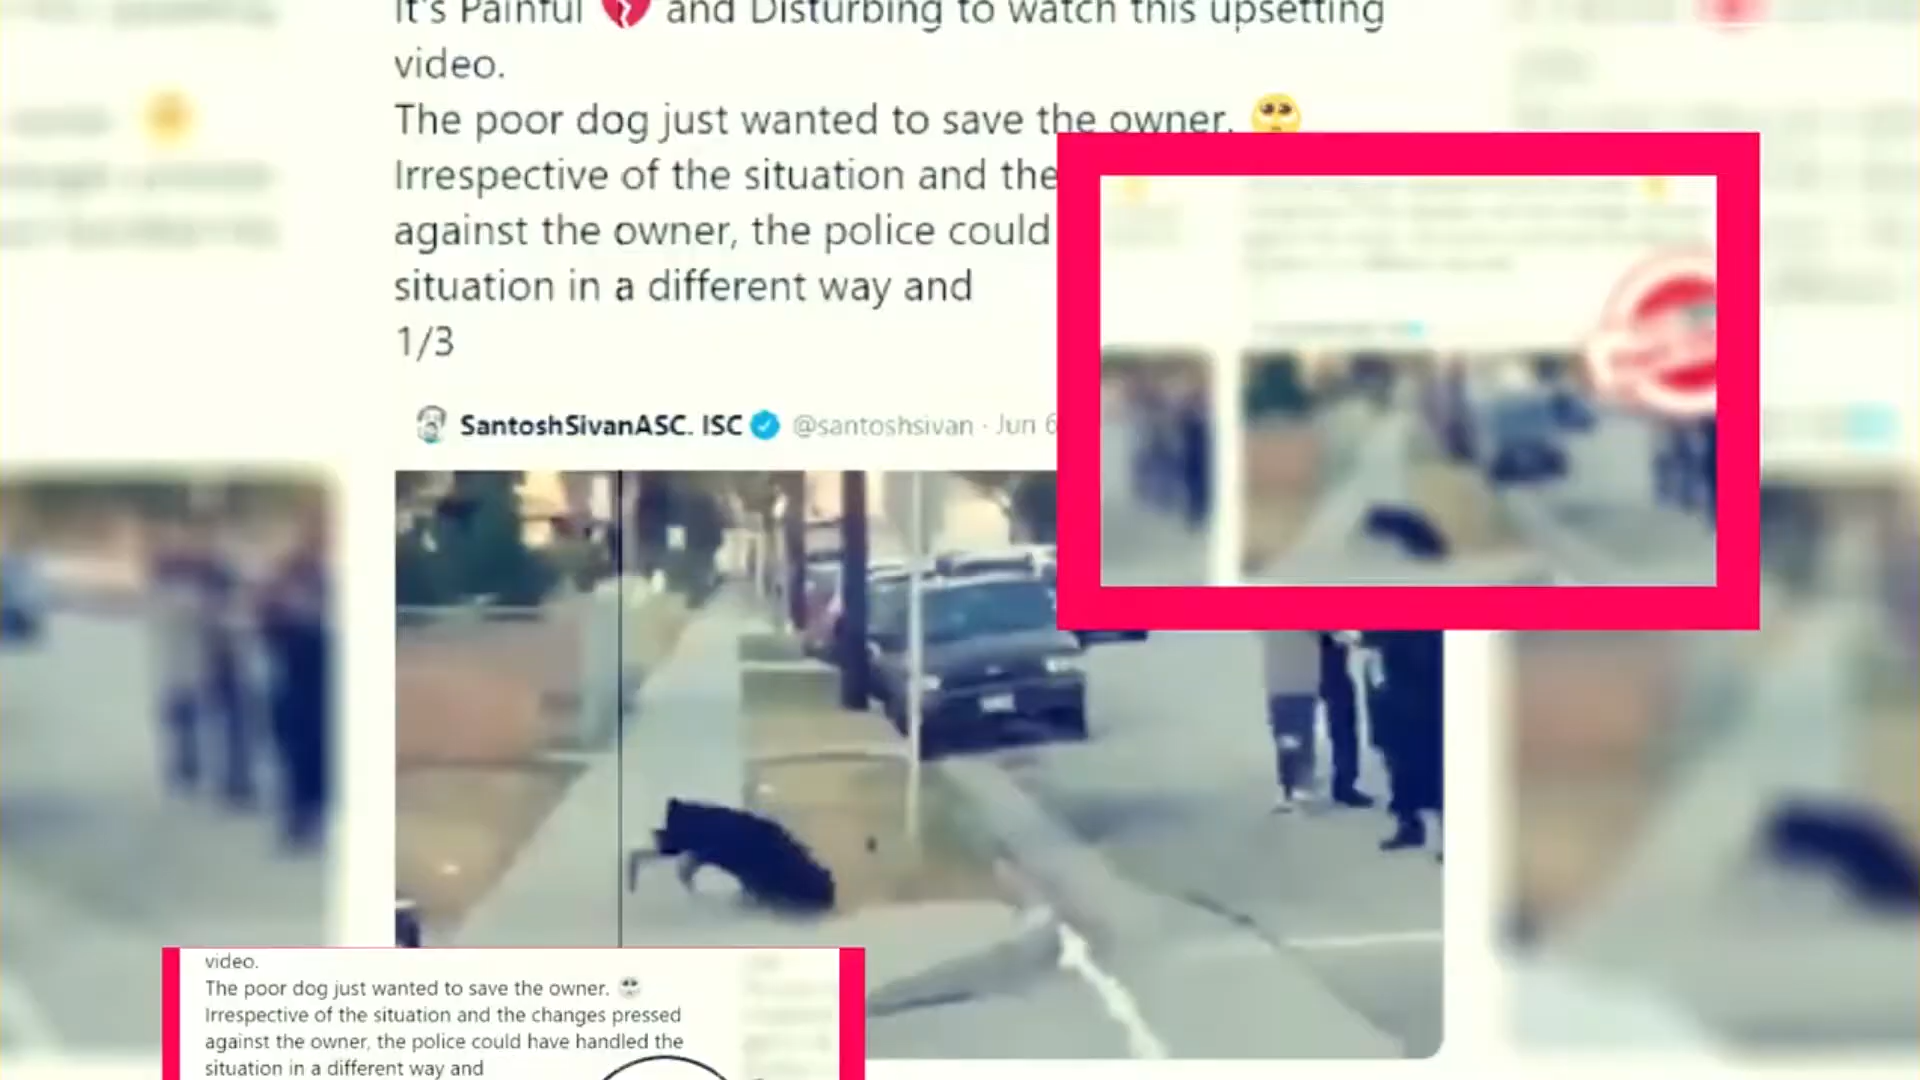 It's Painful 💔 and Disturbing to watch this upsetting
video.
The poor dog just wanted to save the owner. 🥺
Irrespective of the situation and the
against the owner, the police could
situation in a different way and
1/3
SantoshSivanASC. ISC @santoshsivan · Jun 6
video.
The poor dog just wanted to save the owner. 🥺
Irrespective of the situation and the changes pressed
against the owner, the police could have handled the
situation in a different way and